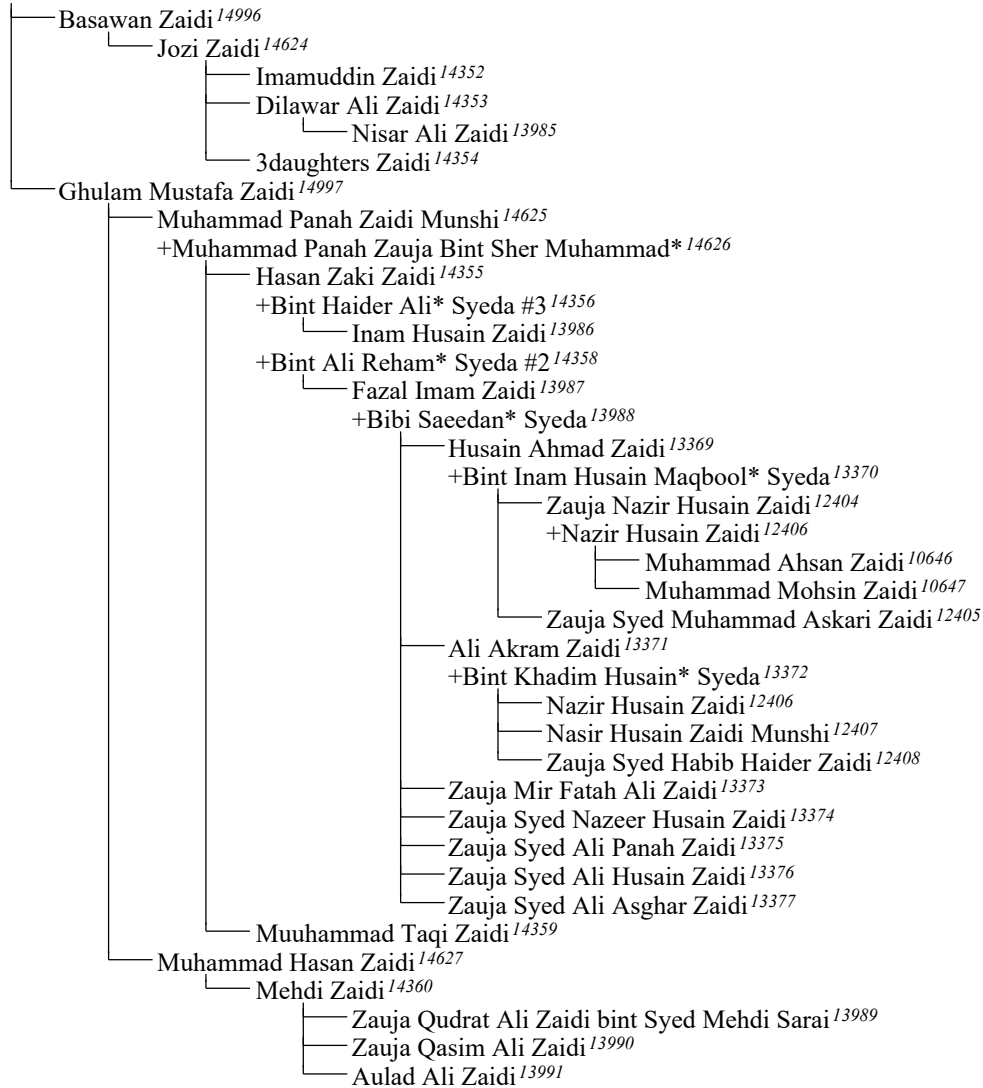 Basawan Zaidi 14996
Jozi Zaidi 14624
Imamuddin Zaidi 14352
Dilawar Ali Zaidi 14353
Nisar Ali Zaidi 13985
3daughters Zaidi 14354
Ghulam Mustafa Zaidi 14997
Muhammad Panah Zaidi Munshi 14625
+Muhammad Panah Zauja Bint Sher Muhammad* 14626
Hasan Zaki Zaidi 14355
+Bint Haider Ali* Syeda #3 14356
Inam Husain Zaidi 13986
+Bint Ali Reham* Syeda #2 14358
Fazal Imam Zaidi 13987
+Bibi Saeedan* Syeda 13988
Husain Ahmad Zaidi 13369
+Bint Inam Husain Maqbool* Syeda 13370
Zauja Nazir Husain Zaidi 12404
+Nazir Husain Zaidi 12406
Muhammad Ahsan Zaidi 10646
Muhammad Mohsin Zaidi 10647
Zauja Syed Muhammad Askari Zaidi 12405
Ali Akram Zaidi 13371
+Bint Khadim Husain* Syeda 13372
Nazir Husain Zaidi 12406
Nasir Husain Zaidi Munshi 12407
Zauja Syed Habib Haider Zaidi 12408
Zauja Mir Fatah Ali Zaidi 13373
Zauja Syed Nazeer Husain Zaidi 13374
Zauja Syed Ali Panah Zaidi 13375
Zauja Syed Ali Husain Zaidi 13376
Zauja Syed Ali Asghar Zaidi 13377
Muuhammad Taqi Zaidi 14359
Muhammad Hasan Zaidi 14627
Mehdi Zaidi 14360
Zauja Qudrat Ali Zaidi bint Syed Mehdi Sarai 13989
Zauja Qasim Ali Zaidi 13990
Aulad Ali Zaidi 13991